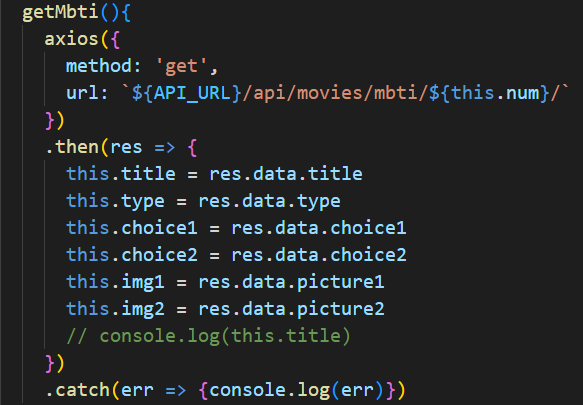 getMbti(){
axios({
method: 'get',
url: `${API_URL}/api/movies/mbti/${this.num}/`
})
.then(res => {
this.title = res.data.title
this.type = res.data.type
this.choice1 = res.data.choice1
this.choice2 = res.data.choice2
this.img1 = res.data.picture1
this.img2 = res.data.picture2
// console.log(this.title)
})
.catch(err => {console.log(err)})